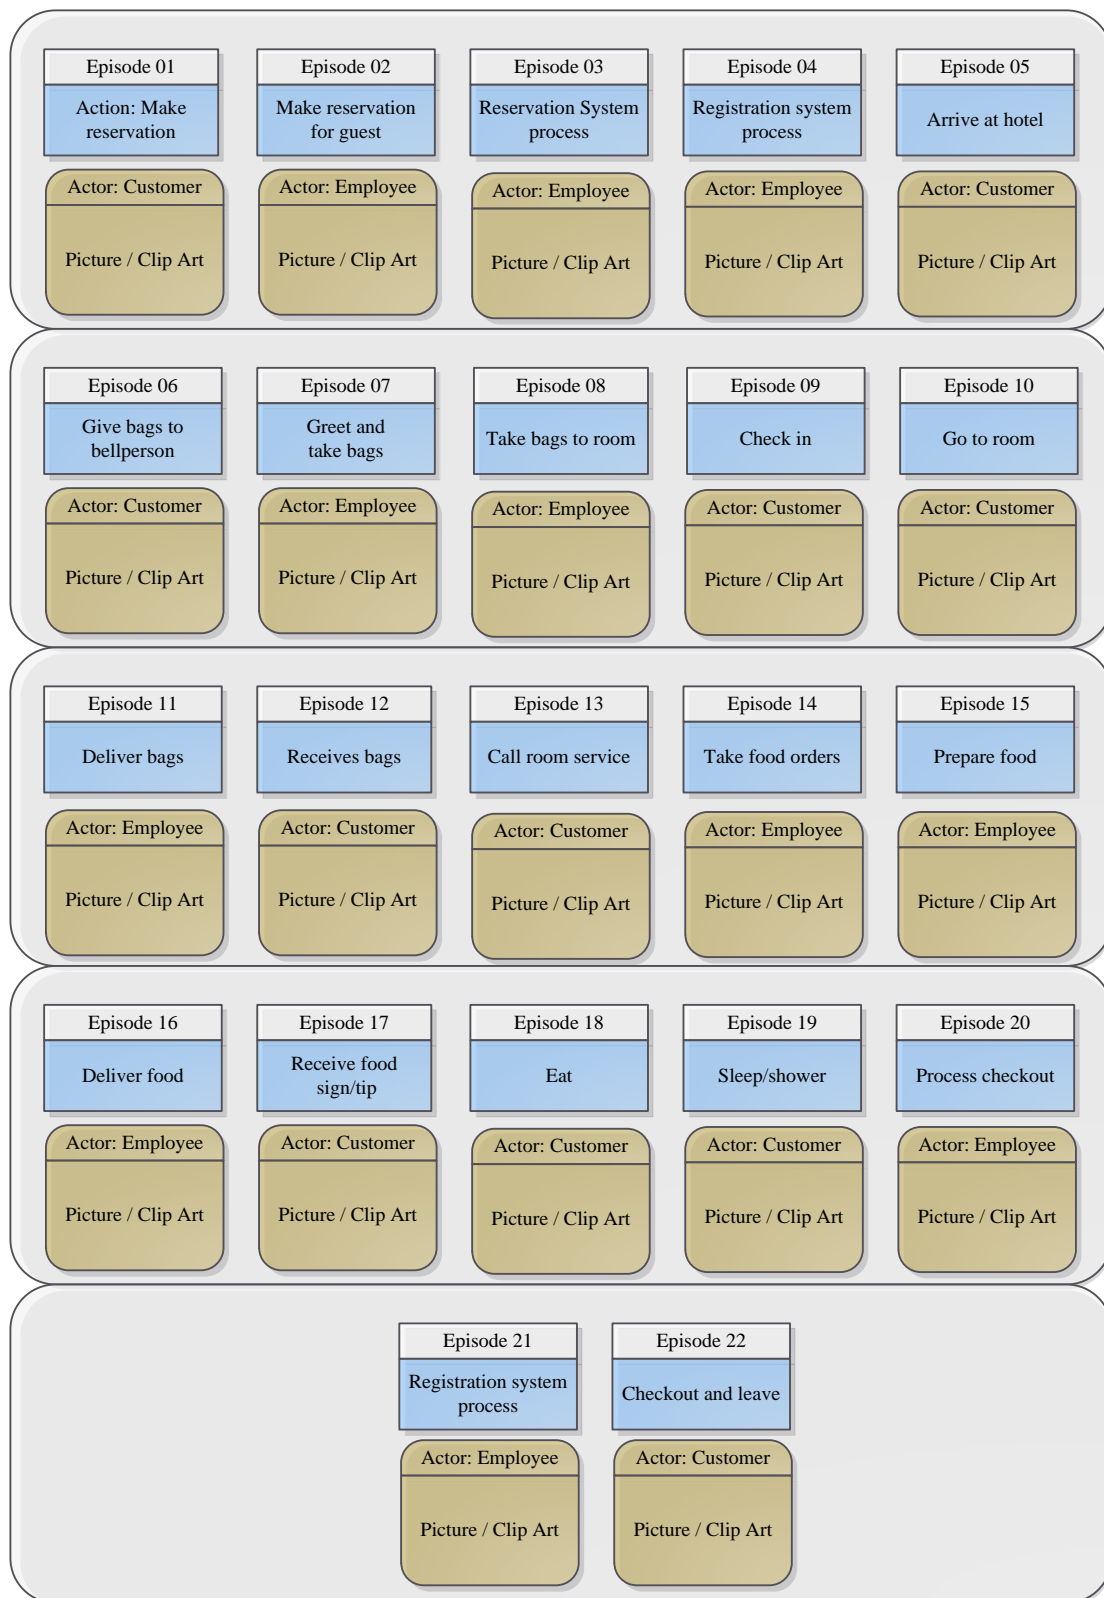 Episode 01
Action: Make
reservation
Actor: Customer
Picture / Clip Art
Episode 02
Make reservation
for guest
Actor: Employee
Picture / Clip Art
Episode 03
Reservation System
process
Actor: Employee
Picture / Clip Art
Episode 04
Registration system
process
Actor: Employee
Picture / Clip Art
Episode 05
Arrive at hotel
Actor: Customer
Picture / Clip Art
Episode 06
Give bags to
bellperson
Actor: Customer
Picture / Clip Art
Episode 07
Greet and
take bags
Actor: Employee
Picture / Clip Art
Episode 08
Take bags to room
Actor: Employee
Picture / Clip Art
Episode 09
Check in
Actor: Customer
Picture / Clip Art
Episode 10
Go to room
Actor: Customer
Picture / Clip Art
Episode 11
Deliver bags
Actor: Employee
Picture / Clip Art
Episode 12
Receives bags
Actor: Customer
Picture / Clip Art
Episode 13
Call room service
Actor: Customer
Picture / Clip Art
Episode 14
Take food orders
Actor: Employee
Picture / Clip Art
Episode 15
Prepare food
Actor: Employee
Picture / Clip Art
Episode 16
Deliver food
Actor: Employee
Picture / Clip Art
Episode 17
Receive food
sign/tip
Actor: Customer
Picture / Clip Art
Episode 18
Eat
Actor: Customer
Picture / Clip Art
Episode 19
Sleep/shower
Actor: Customer
Picture / Clip Art
Episode 20
Process checkout
Actor: Employee
Picture / Clip Art
Episode 21
Registration system
process
Actor: Employee
Picture / Clip Art
Episode 22
Checkout and leave
Actor: Customer
Picture / Clip Art